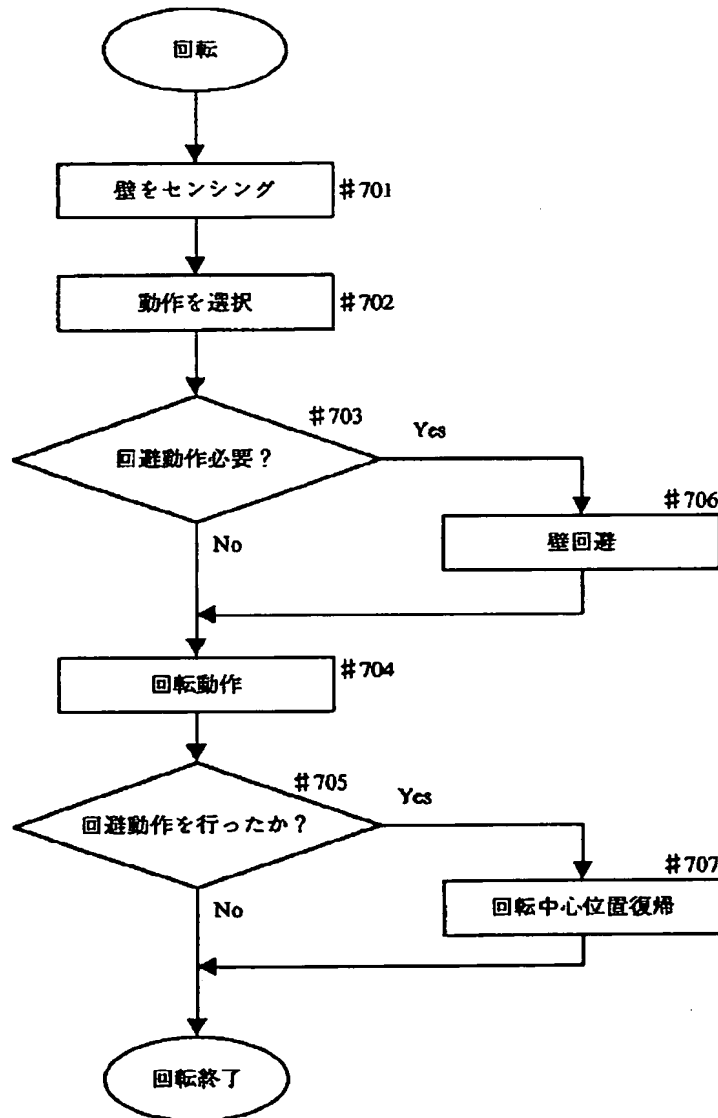 回転
壁をセンシング
#701
動作を選択
#702
#703
回避動作必要?
Yes
#706
壁回避
No
回転動作
#704
#705
回避動作を行ったか?
Yes
#707
回転中心位置復帰
No
回転終了